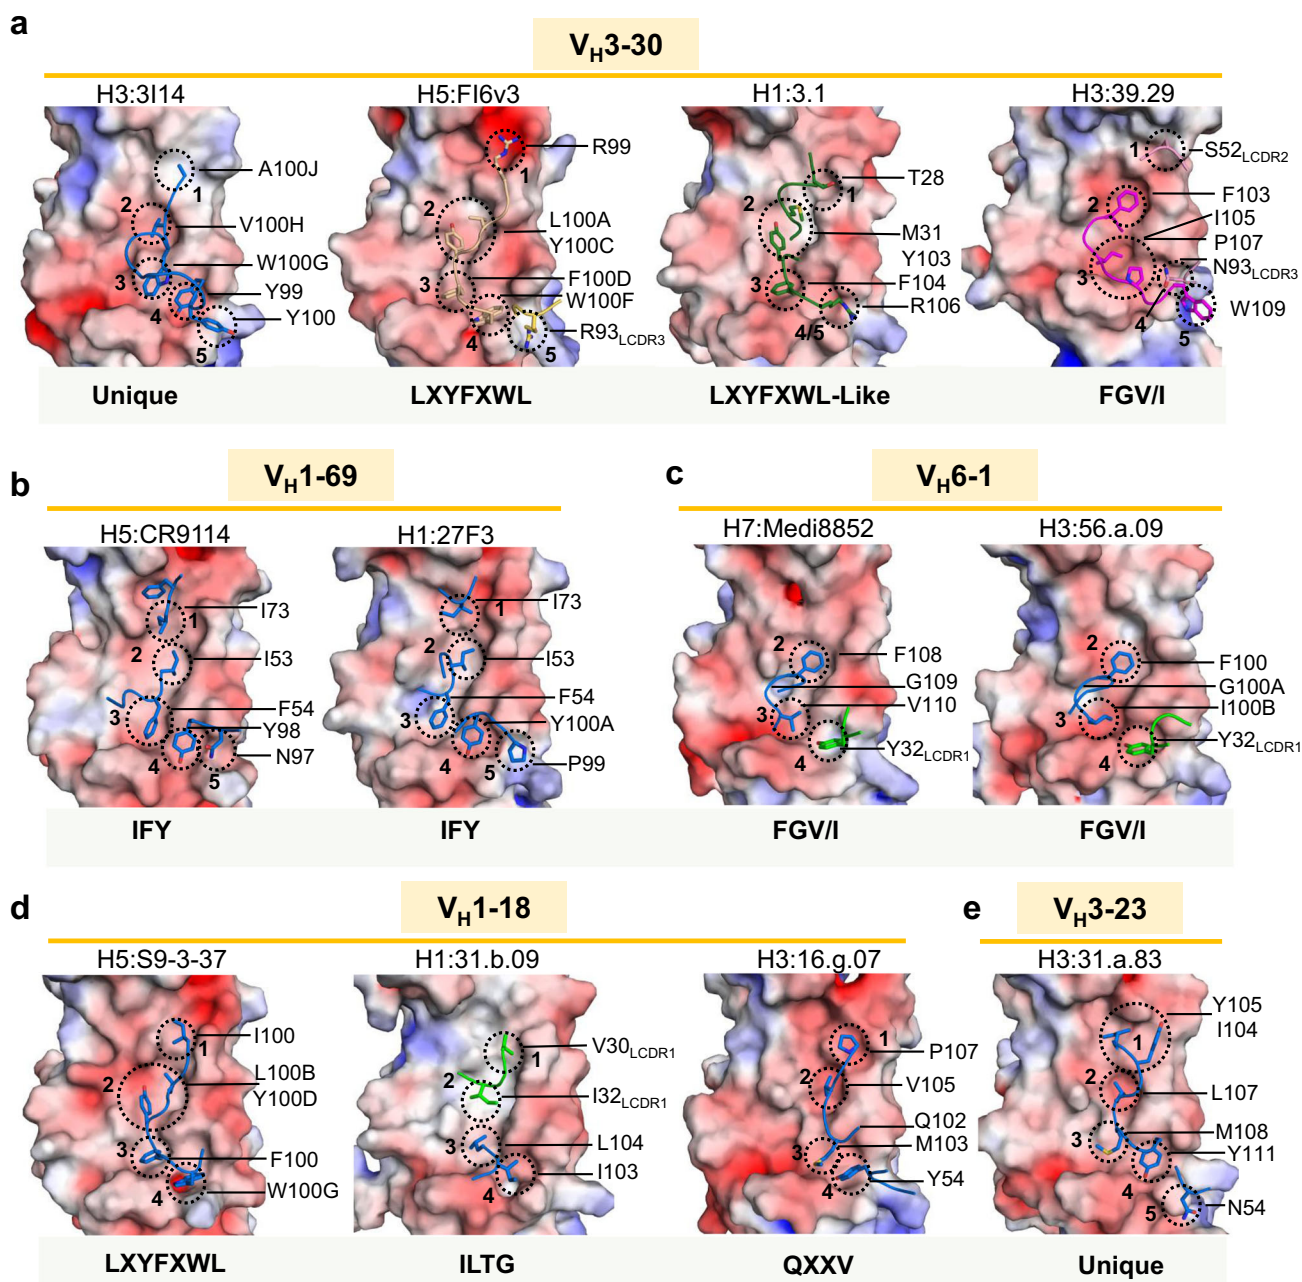 a
VH3-30
H3:3I14
H5:FI6v3
H1:3.1
H3:39.29
A100J
1
2
V100H
W100G
3
Y99
4
Y100
5
R99
1
2
L100A
Y100C
3
F100D
W100F
4
5
R93LCDR3
T28
1
2
M31
Y103
3
F104
R106
4/5
1
S52LCDR2
2
F103
I105
P107
3
N93LCDR3
4
W109
5
Unique
LXYFXWL
LXYFXWL-Like
FGV/I
b
VH1-69
H5:CR9114
H1:27F3
I73
1
2
I53
3
F54
Y98
4
N97
5
1
I73
2
I53
F54
3
Y100A
4
5
P99
IFY
IFY
c
VH6-1
H7:Medi8852
H3:56.a.09
2
F108
G109
3
V110
4
Y32LCDR1
2
F100
G100A
3
I100B
4
Y32LCDR1
FGV/I
FGV/I
d
VH1-18
H5:S9-3-37
H1:31.b.09
H3:16.g.07
I100
1
2
L100B
Y100D
3
F100
4
W100G
V30LCDR1
1
2
I32LCDR1
3
L104
4
I103
1
P107
2
V105
Q102
3
M103
4
Y54
LXYFXWL
ILTG
QXXV
e
VH3-23
H3:31.a.83
Y105
1
I104
2
L107
3
M108
Y111
4
5
N54
Unique